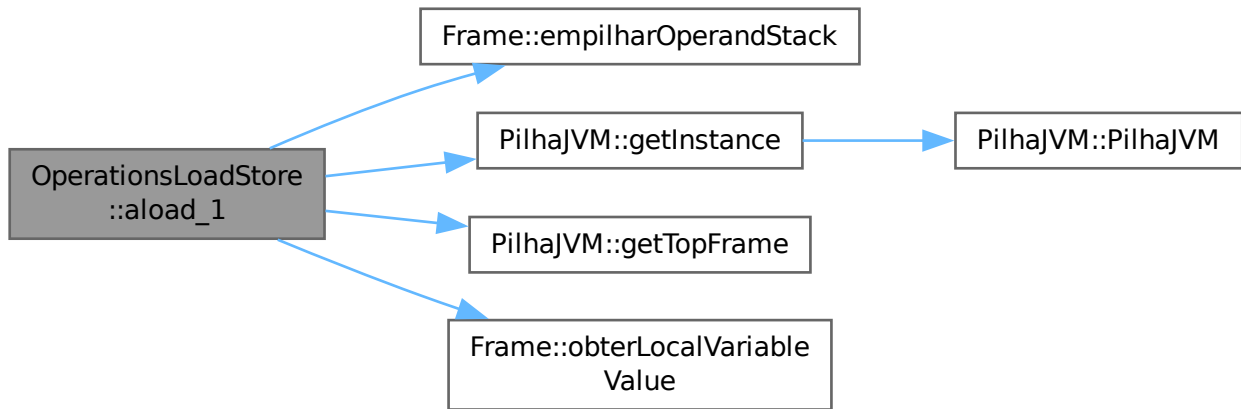 Frame::empilharOperandStack
OperationsLoadStore
::aload_1
PilhaJVM::getInstance
PilhaJVM::PilhaJVM
PilhaJVM::getTopFrame
Frame::obterLocalVariable
Value